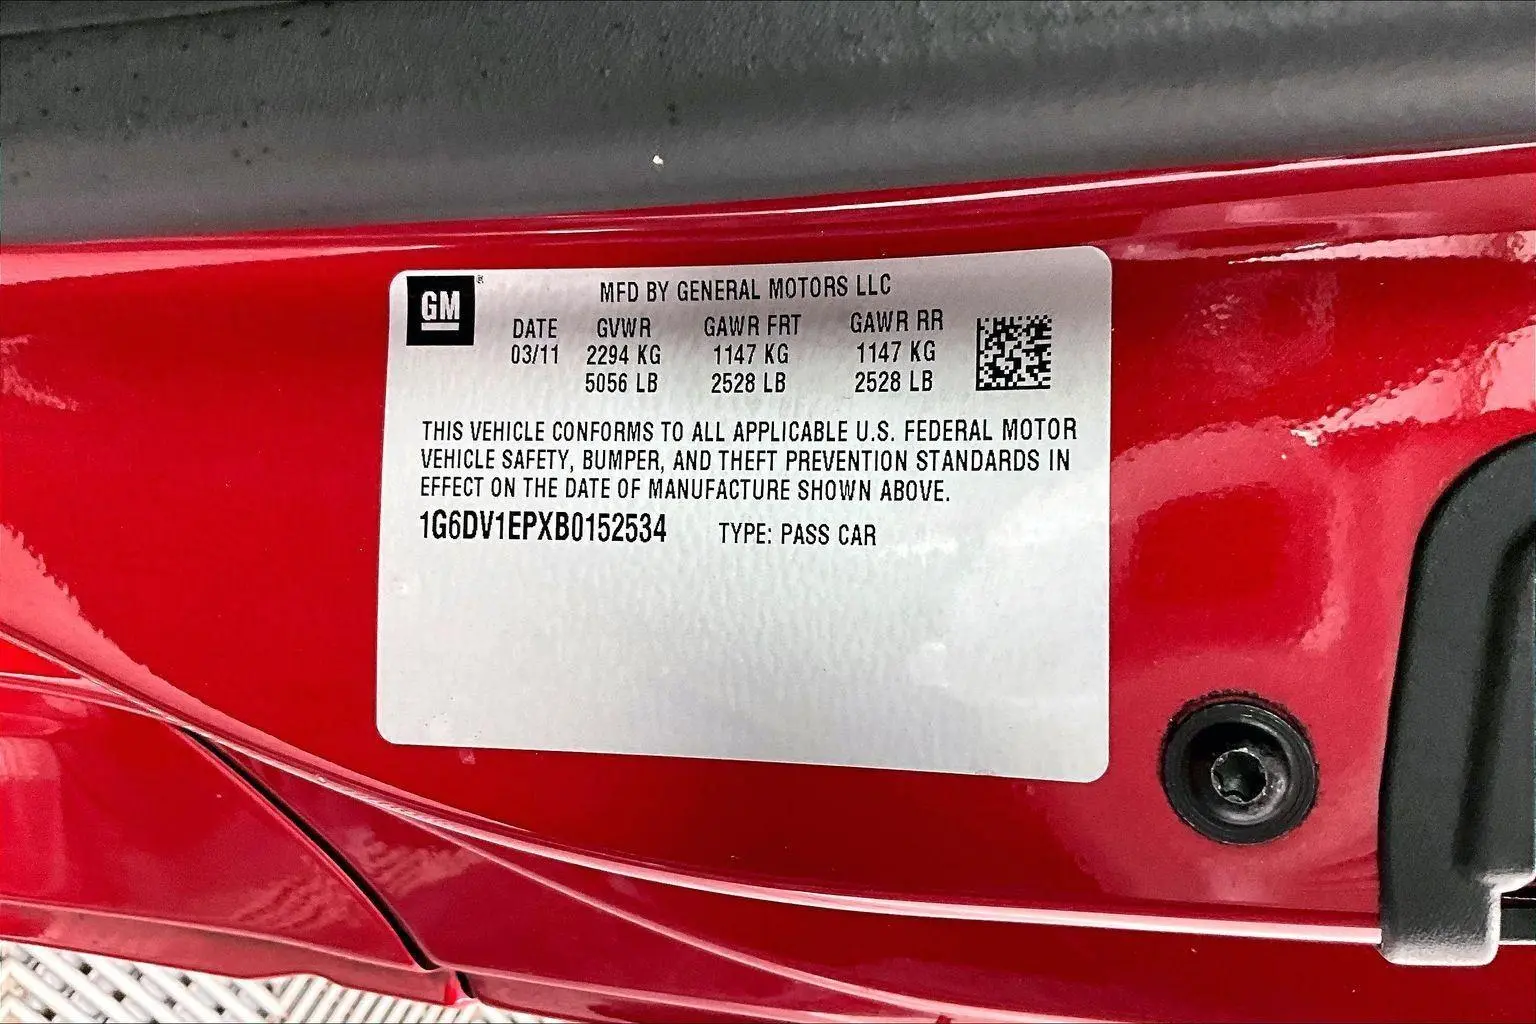 GM ®
MFD BY GENERAL MOTORS LLC
DATE GVWR GAWR FRT GAWR RR
03/11 2294 KG 1147 KG 1147 KG
5056 LB 2528 LB 2528 LB
THIS VEHICLE CONFORMS TO ALL APPLICABLE U.S. FEDERAL MOTOR
VEHICLE SAFETY, BUMPER, AND THEFT PREVENTION STANDARDS IN
EFFECT ON THE DATE OF MANUFACTURE SHOWN ABOVE.
1G6DV1EPXB0152534 TYPE: PASS CAR